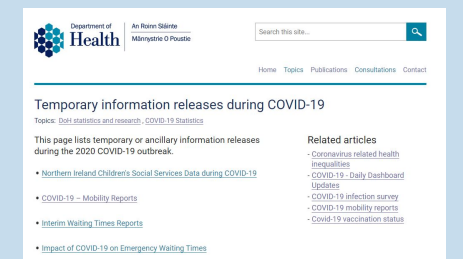 Department of
Health
An Roinn Sláinte
Männystrie O Poustie
Search this site...
Home Topics Publications Consultations Contact
Temporary information releases during COVID-19
Topics: DoH statistics and research , COVID-19 Statistics
This page lists temporary or ancillary information releases
during the 2020 COVID-19 outbreak.
• Northern Ireland Children's Social Services Data during COVID-19
• COVID-19 – Mobility Reports
• Interim Waiting Times Reports
• Impact of COVID-19 on Emergency Waiting Times
Related articles
- Coronavirus related health
inequalities
- COVID-19 - Daily Dashboard
Updates
- COVID-19 infection survey
- COVID-19 mobility reports
- Covid-19 vaccination status